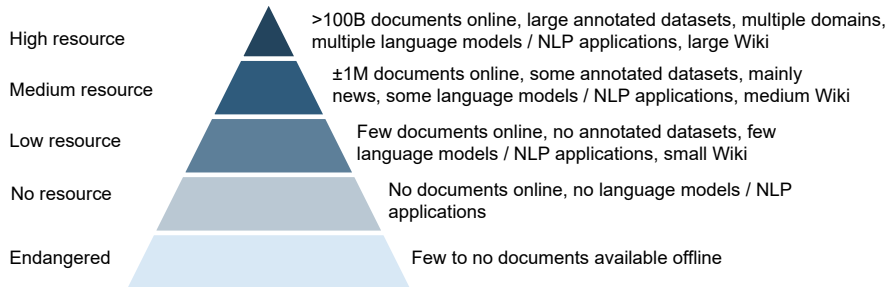 High resource
>100B documents online, large annotated datasets, multiple domains,
multiple language models / NLP applications, large Wiki
Medium resource
±1M documents online, some annotated datasets, mainly
news, some language models / NLP applications, medium Wiki
Low resource
Few documents online, no annotated datasets, few
language models / NLP applications, small Wiki
No resource
No documents online, no language models / NLP
applications
Endangered
Few to no documents available offline